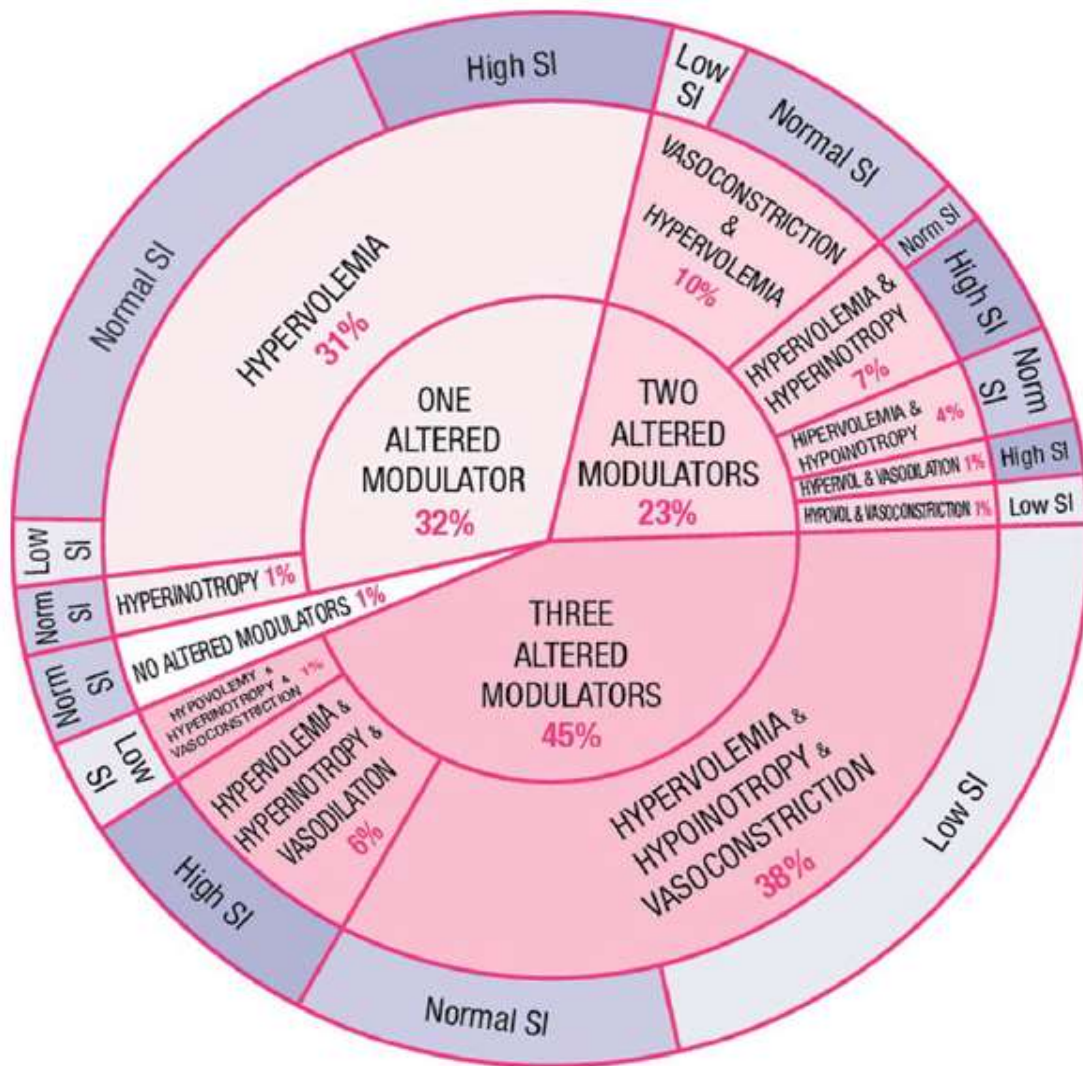 High SI
Low
SI
Normal SI
Norm SI
High SI
Norm
SI
High SI
Low SI
Low SI
Normal SI
High SI
Low
SI
Norm
SI
Norm
SI
Low
SI
Normal SI
HYPERVOLEMIA
31%
VASOCONSTRICTION
&
HYPERVOLEMIA
10%
HYPERVOLEMIA &
HYPERINOTROPY
7%
HIPERVOLEMIA &
HYPOINOTROPY 4%
HYPERVOL & VASODILATION 1%
HYPOVOL & VASOCONSTRICTION 1%
ONE
ALTERED
MODULATOR
32%
TWO
ALTERED
MODULATORS
23%
HYPERINOTROPY 1%
NO ALTERED MODULATORS 1%
HYPOVOLEMY &
HYPERINOTROPY & 1%
VASOCONSTRICTION
HYPERVOLEMIA &
HYPERINOTROPY &
VASODILATION
6%
THREE
ALTERED
MODULATORS
45%
HYPERVOLEMIA &
HYPOINOTROPY &
VASOCONSTRICTION
38%